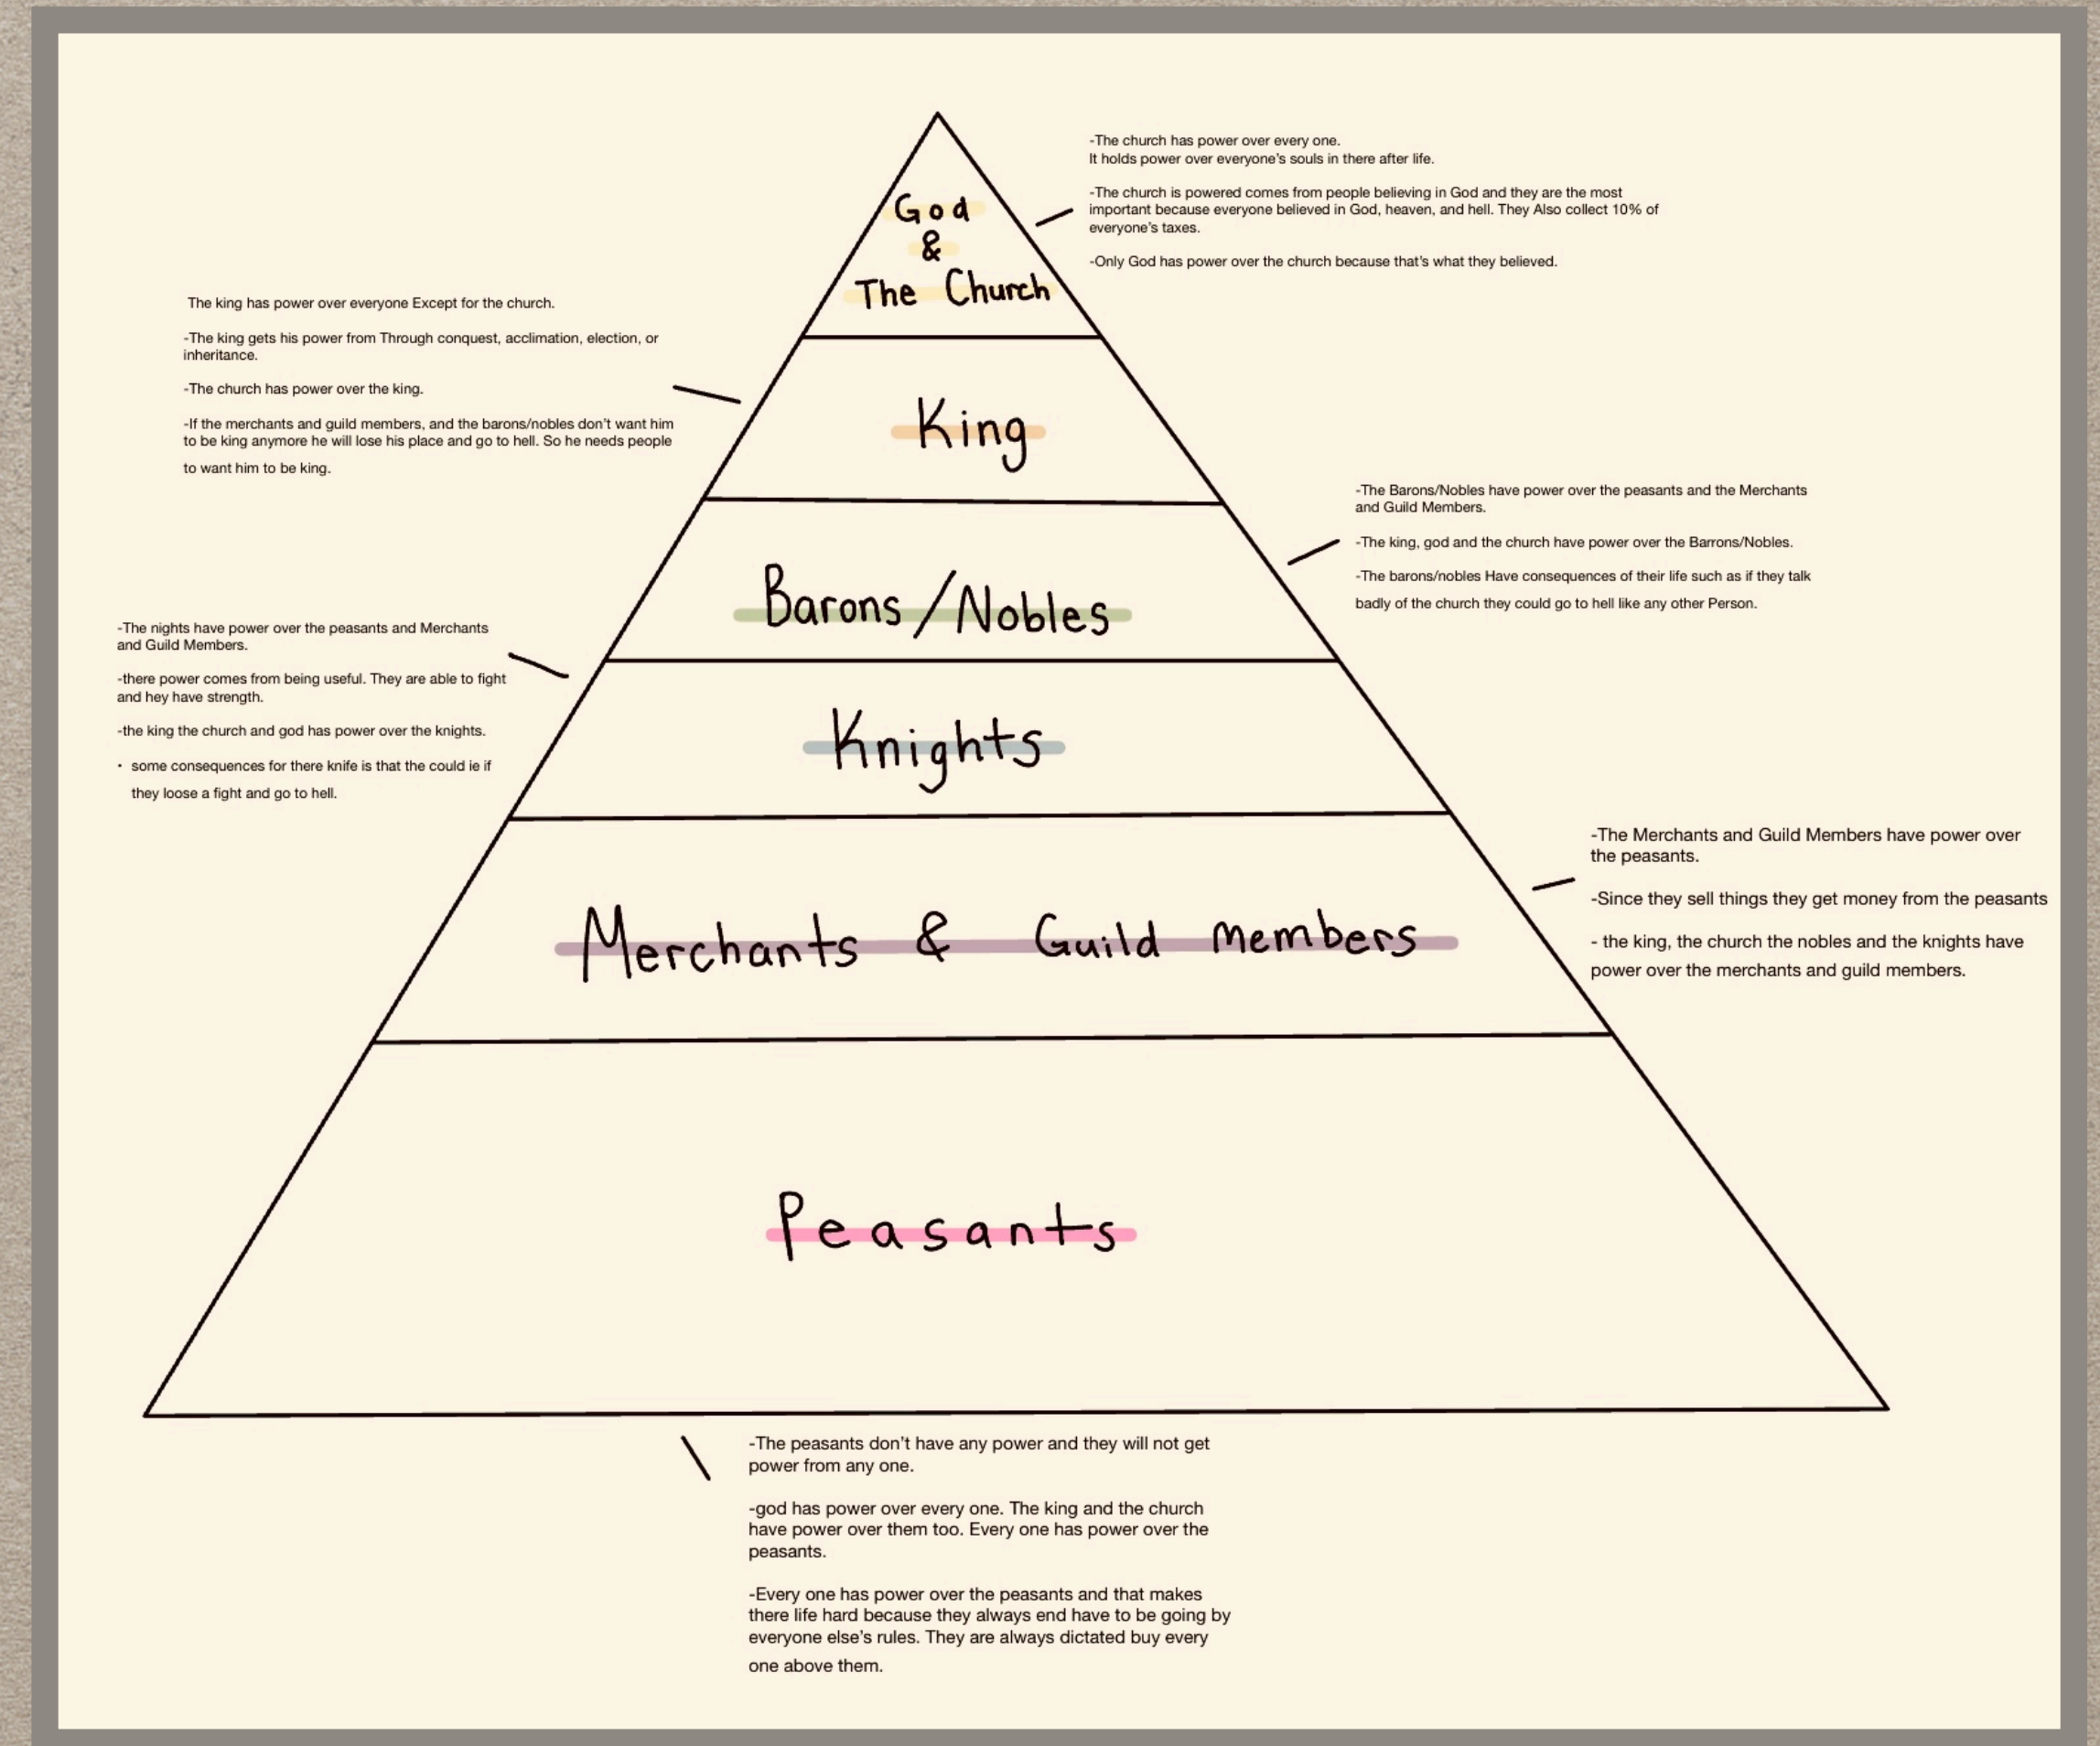 God
&
The Church
-The church has power over every one.
It holds power over everyone's souls in there after life.
-The church is powered comes from people believing in God and they are the most
important because everyone believed in God, heaven, and hell. They Also collect 10% of
everyone's taxes.
-Only God has power over the church because that's what they believed.
The king has power over everyone Except for the church.
-The king gets his power from Through conquest, acclimation, election, or
inheritance.
-The church has power over the king.
-If the merchants and guild members, and the barons/nobles don't want him
to be king anymore he will lose his place and go to hell. So he needs people
to want him to be king.
King
-The Barons/Nobles have power over the peasants and the Merchants
and Guild Members.
-The king, god and the church have power over the Barrons/Nobles.
-The barons/nobles Have consequences of their life such as if they talk
badly of the church they could go to hell like any other Person.
Barons/Nobles
-The nights have power over the peasants and Merchants
and Guild Members.
-there power comes from being useful. They are able to fight
and hey have strength.
-the king the church and god has power over the knights.
• some consequences for there knife is that the could ie if
they loose a fight and go to hell.
Knights
-The Merchants and Guild Members have power over
the peasants.
-Since they sell things they get money from the peasants
- the king, the church the nobles and the knights have
power over the merchants and guild members.
Merchants & Guild members
Peasants
-The peasants don't have any power and they will not get
power from any one.
-god has power over every one. The king and the church
have power over them too. Every one has power over the
peasants.
-Every one has power over the peasants and that makes
there life hard because they always end have to be going by
everyone else's rules. They are always dictated buy every
one above them.